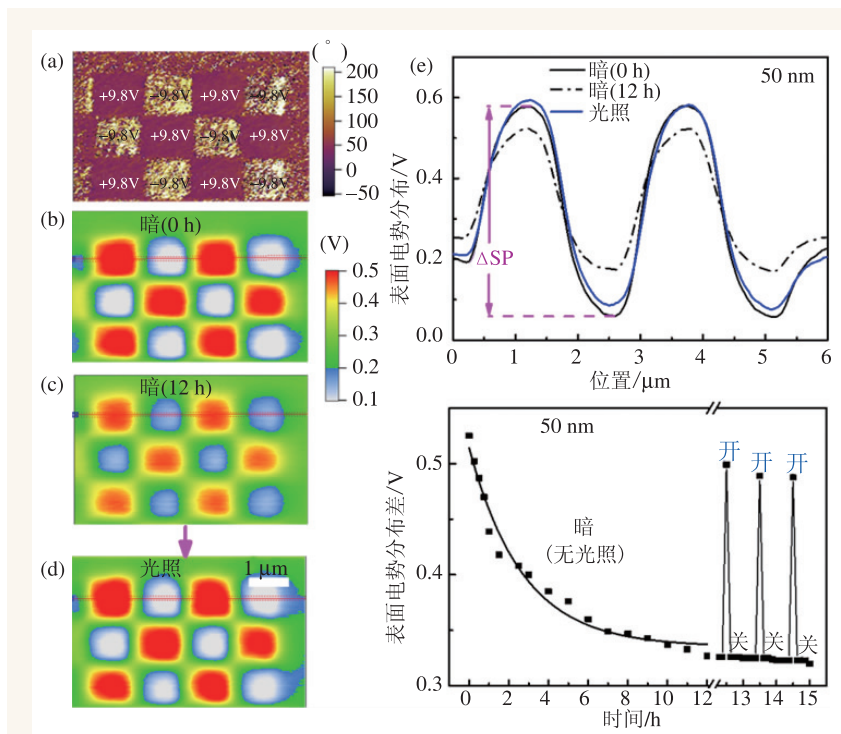 (a)
(°)
200
150
100
50
0
−50
+9.8V −9.8V +9.8V −9.8V
−9.8V +9.8V −9.8V +9.8V
+9.8V −9.8V +9.8V −9.8V
(b)
暗(0 h)
(V)
0.5
0.4
0.3
0.2
0.1
(c)
暗(12 h)
(d)
光照
1 μm
(e)
暗(0 h)
暗(12 h)
光照
50 nm
表面电势分布/V
0.6
0.4
0.2
0.0
ΔSP
0 1 2 3 4 5 6
位置/μm
50 nm
表面电势分布差/V
0.5
0.4
0.3
暗
(无光照)
开 开 开
关 关 关
0 2 4 6 8 10 12 13 14 15
时间/h